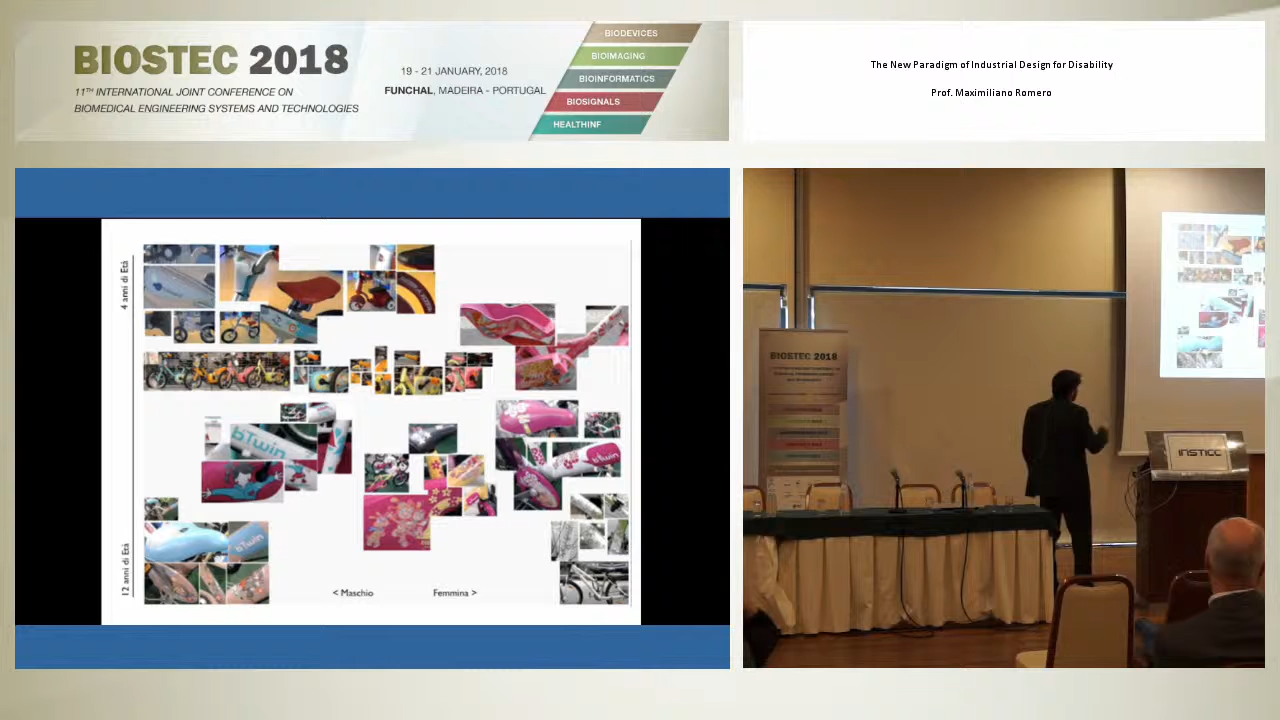 BIOSTEC 2018
11TH INTERNATIONAL JOINT CONFERENCE ON
BIOMEDICAL ENGINEERING SYSTEMS AND TECHNOLOGIES
19 - 21 JANUARY, 2018
FUNCHAL, MADEIRA - PORTUGAL
BIODEVICES
BIOIMAGING
BIOINFORMATICS
BIOSIGNALS
HEALTHINF
The New Paradigm of Industrial Design for Disability
Prof. Maximiliano Romero
4 anni di Età
12 anni di Età
bTwin
bTwin
bTwin
< Maschio
Femmina >
BIOSTEC 2018
INSTICC